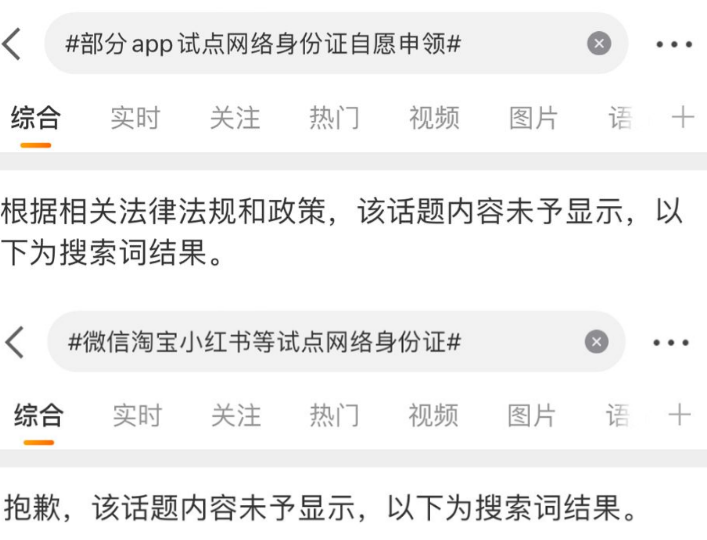 #部分app试点网络身份证自愿申领#
综合 实时 关注 热门 视频 图片 语
根据相关法律法规和政策，该话题内容未予显示，以
下为搜索词结果。
#微信淘宝小红书等试点网络身份证#
综合 实时 关注 热门 视频 图片 语
抱歉，该话题内容未予显示，以下为搜索词结果。